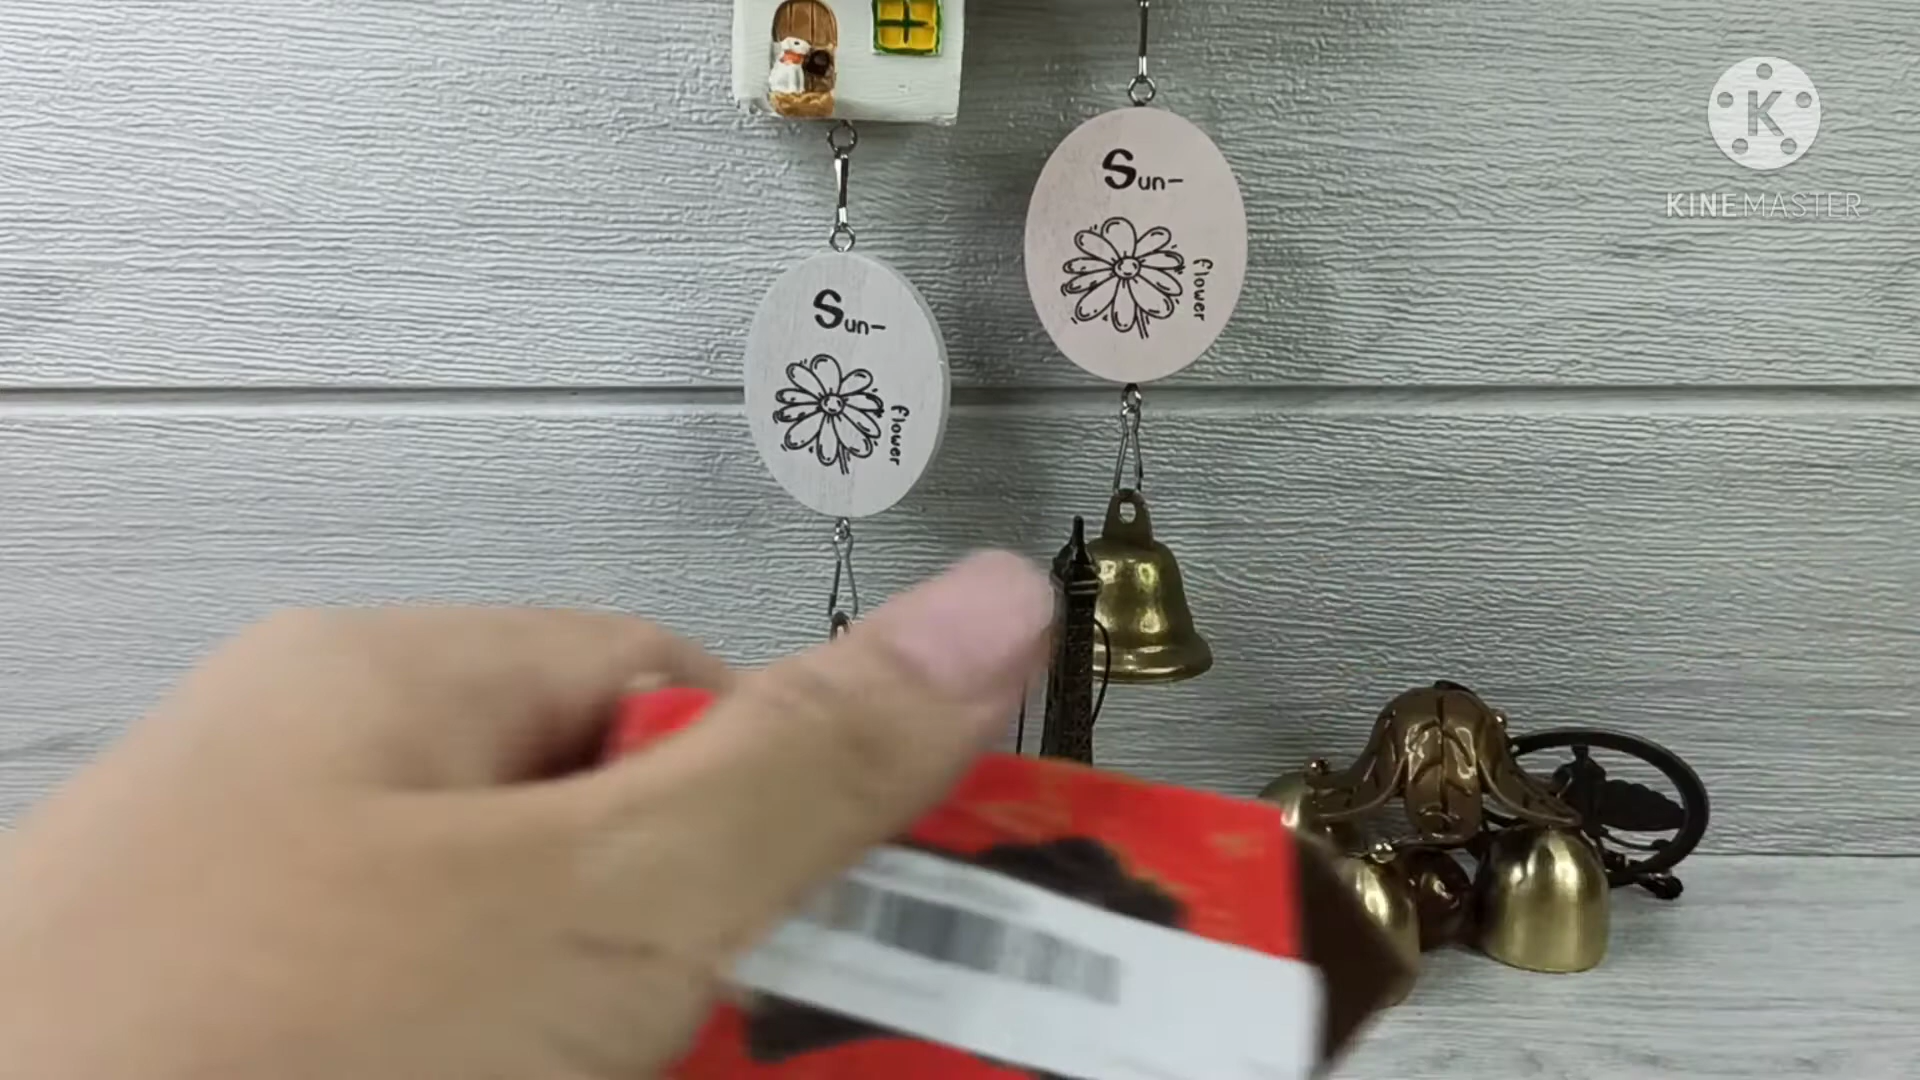 Sun-
flower
Sun-
flower
K
KINEMASTER